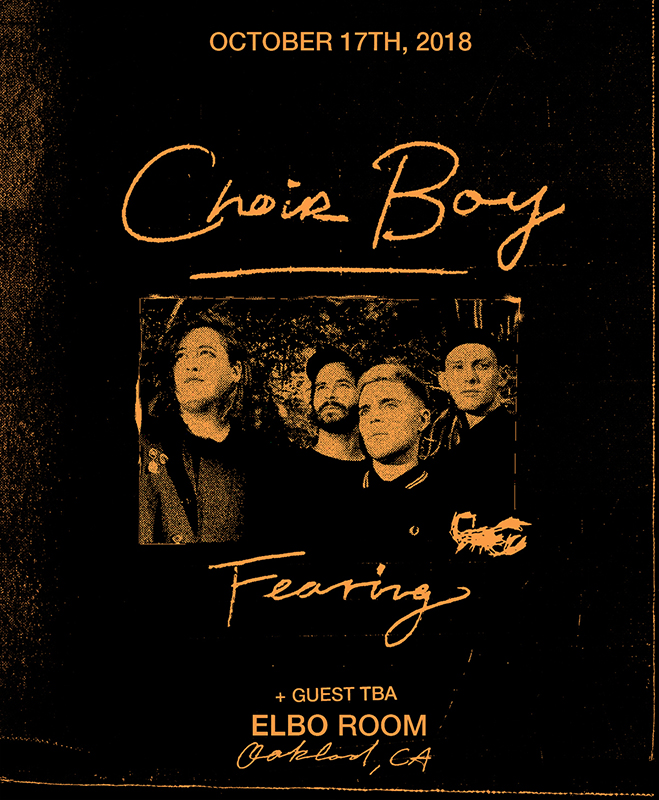 OCTOBER 17TH, 2018
Choir Boy
Fearing
+ GUEST TBA
ELBO ROOM
Oakland, CA